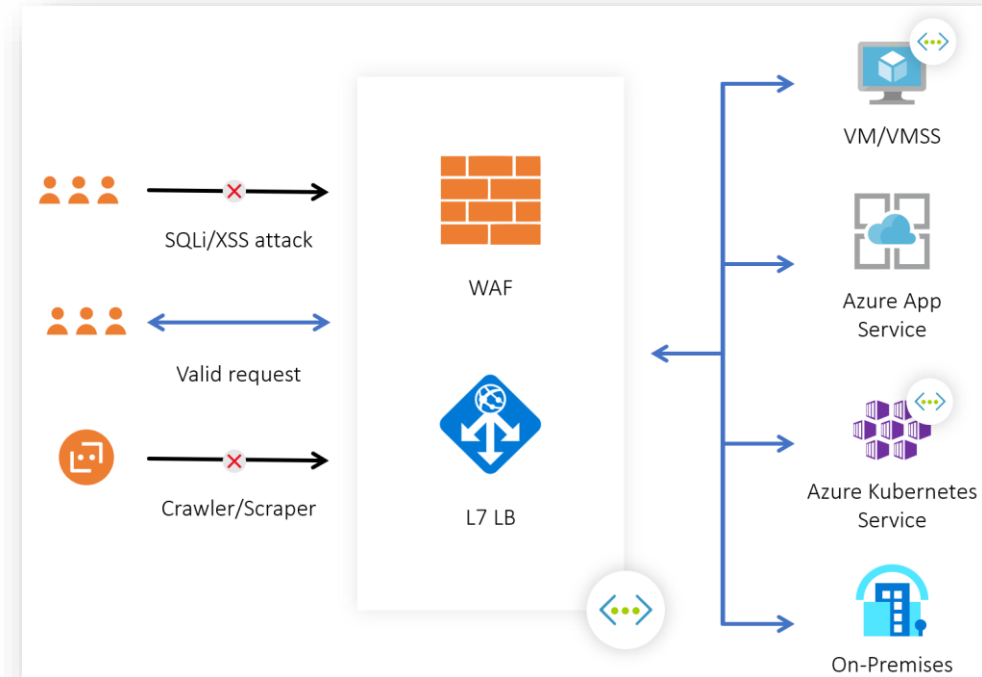 SQLi/XSS attack
Valid request
Crawler/Scraper
WAF
L7 LB
VM/VMSS
Azure App
Service
Azure Kubernetes
Service
On-Premises